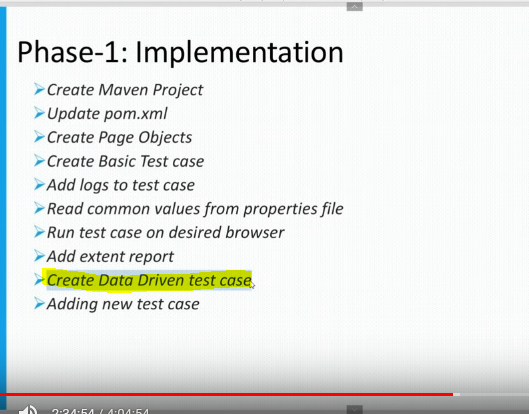 Phase-1: Implementation
Create Maven Project
Update pom.xml
Create Page Objects
Create Basic Test case
Add logs to test case
Read common values from properties file
Run test case on desired browser
Add extent report
Create Data Driven test case
Adding new test case
2:34:54 / 4:04:54